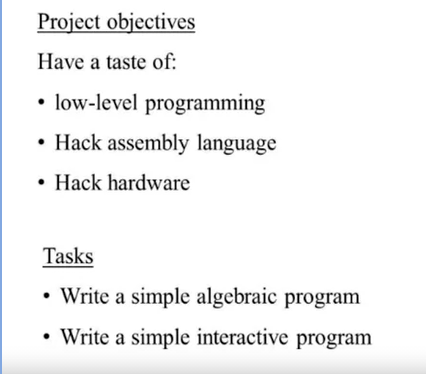 Project objectives
Have a taste of:
• low-level programming
• Hack assembly language
• Hack hardware
Tasks
• Write a simple algebraic program
• Write a simple interactive program